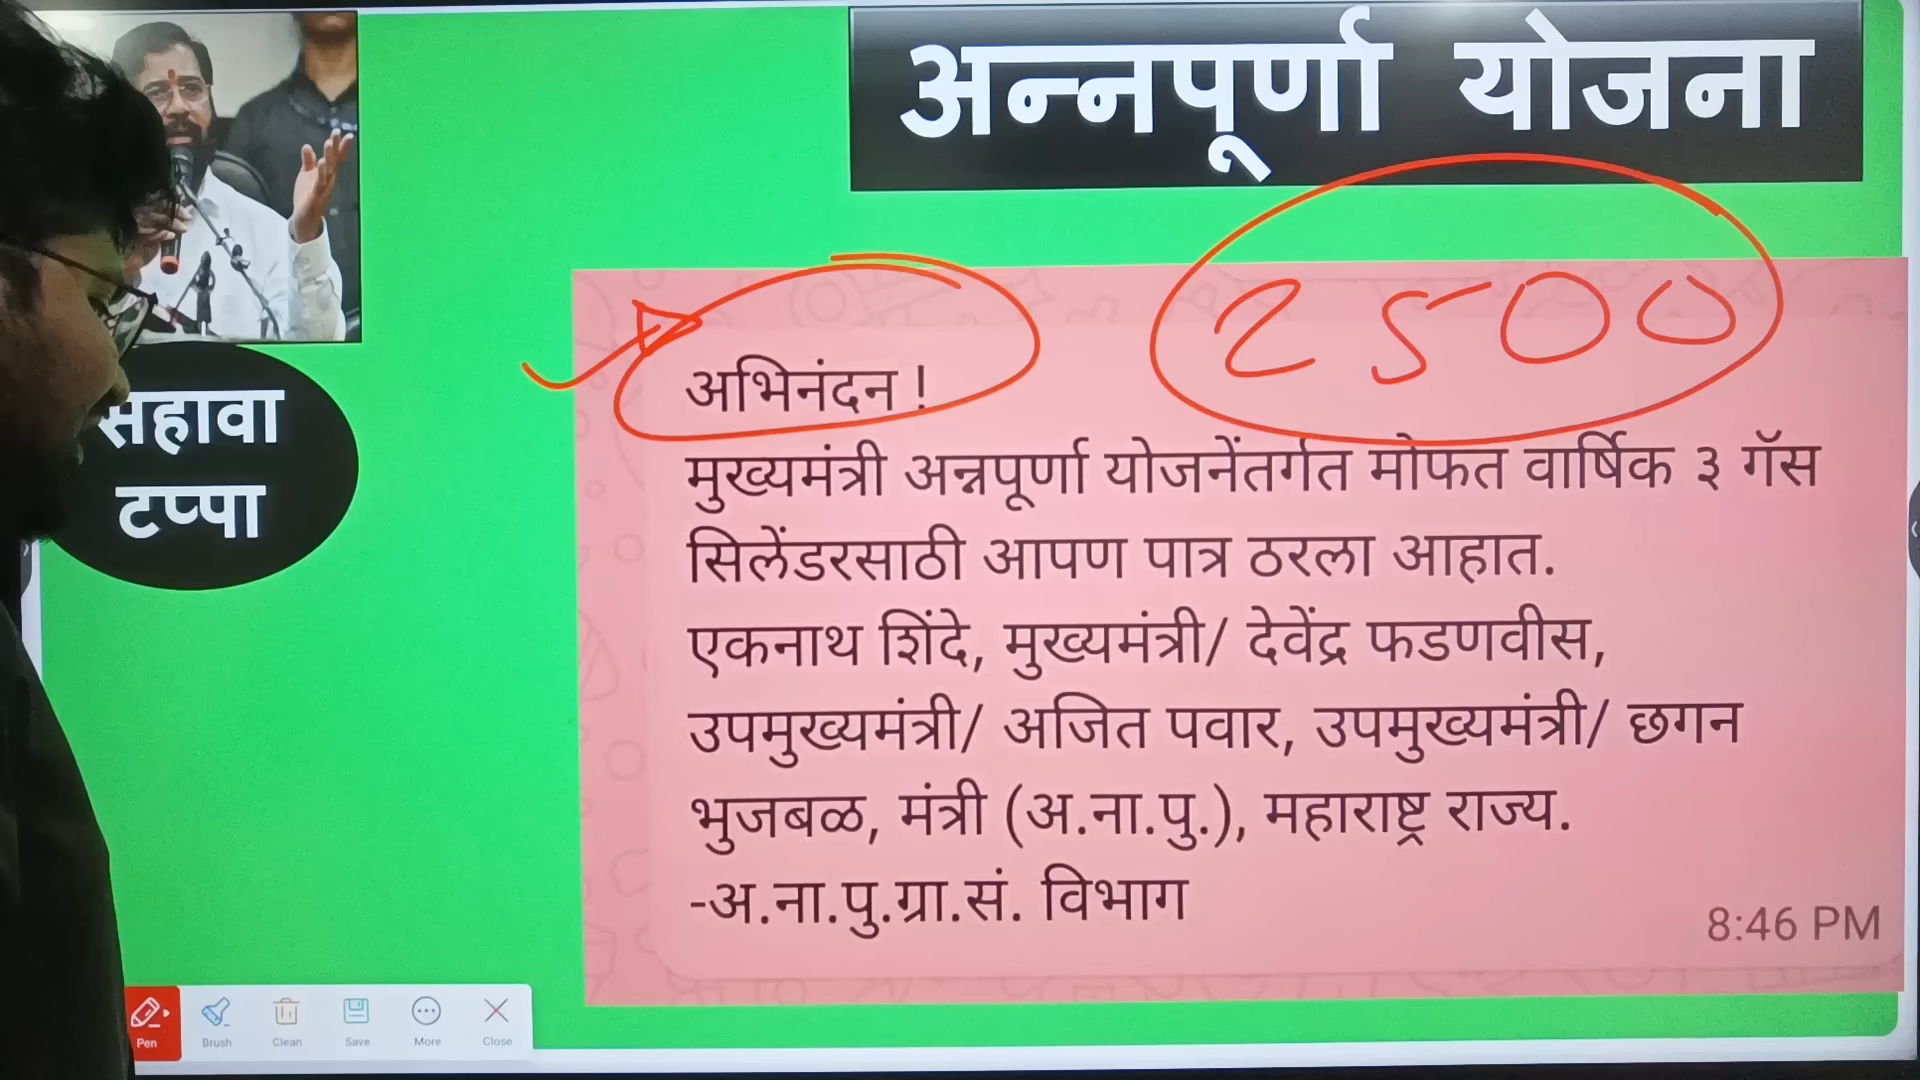 अन्नपूर्णा योजना
2500
सहावा
टप्पा
अभिनंदन !
मुख्यमंत्री अन्नपूर्णा योजनेंतर्गत मोफत वार्षिक ३ गॅस
सिलेंडरसाठी आपण पात्र ठरला आहात.
एकनाथ शिंदे, मुख्यमंत्री/ देवेंद्र फडणवीस,
उपमुख्यमंत्री/ अजित पवार, उपमुख्यमंत्री/ छगन
भुजबळ, मंत्री (अ.ना.पु.), महाराष्ट्र राज्य.
-अ.ना.पु.ग्रा.सं. विभाग
8:46 PM
Pen Brush Clean Save More Close